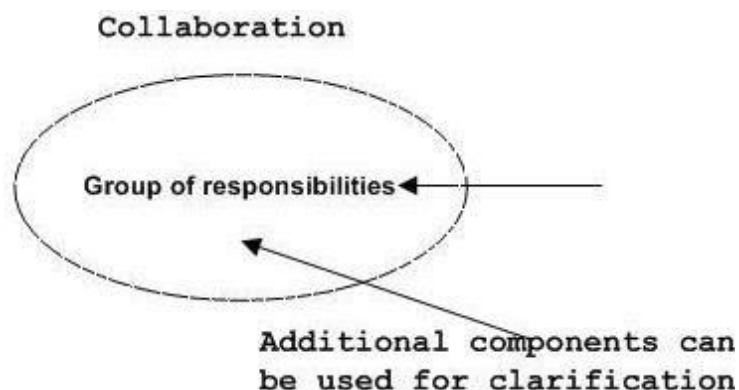 Collaboration
Group of responsibilities
Additional components can
be used for clarification